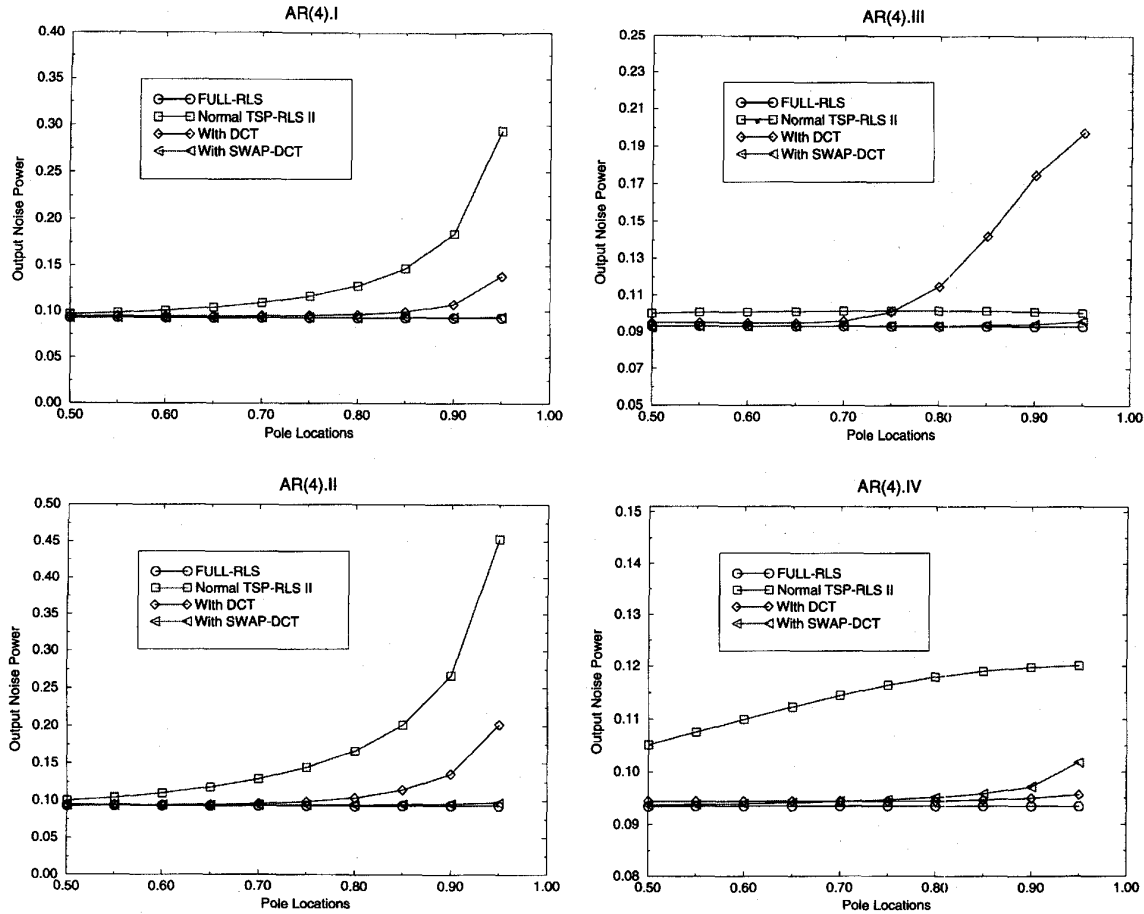 AR(4).I
0.40
0.35
0.30
0.25
0.20
0.15
0.10
0.05
0.00
Output Noise Power
FULL-RLS
Normal TSP-RLS II
With DCT
With SWAP-DCT
0.50 0.60 0.70 0.80 0.90 1.00
Pole Locations
AR(4).III
0.25
0.23
0.21
0.19
0.17
0.15
0.13
0.11
0.09
0.07
0.05
Output Noise Power
FULL-RLS
Normal TSP-RLS II
With DCT
With SWAP-DCT
0.50 0.60 0.70 0.80 0.90 1.00
Pole Locations
AR(4).II
0.50
0.45
0.40
0.35
0.30
0.25
0.20
0.15
0.10
0.05
0.00
Output Noise Power
FULL-RLS
Normal TSP-RLS II
With DCT
With SWAP-DCT
0.50 0.60 0.70 0.80 0.90 1.00
Pole Locations
AR(4).IV
0.15
0.14
0.13
0.12
0.11
0.10
0.09
0.08
Output Noise Power
FULL-RLS
Normal TSP-RLS II
With DCT
With SWAP-DCT
0.50 0.60 0.70 0.80 0.90 1.00
Pole Locations